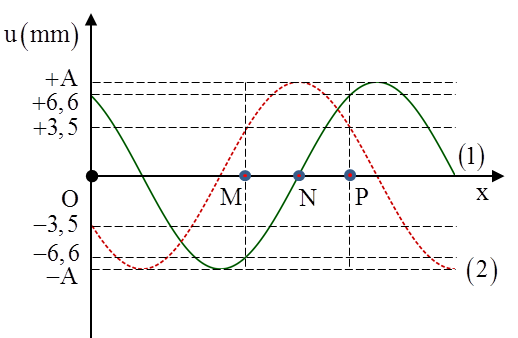 u(mm)
+A
+6,6
+3,5
(1)
O
M
N
P
x
−3,5
−6,6
−A
(2)